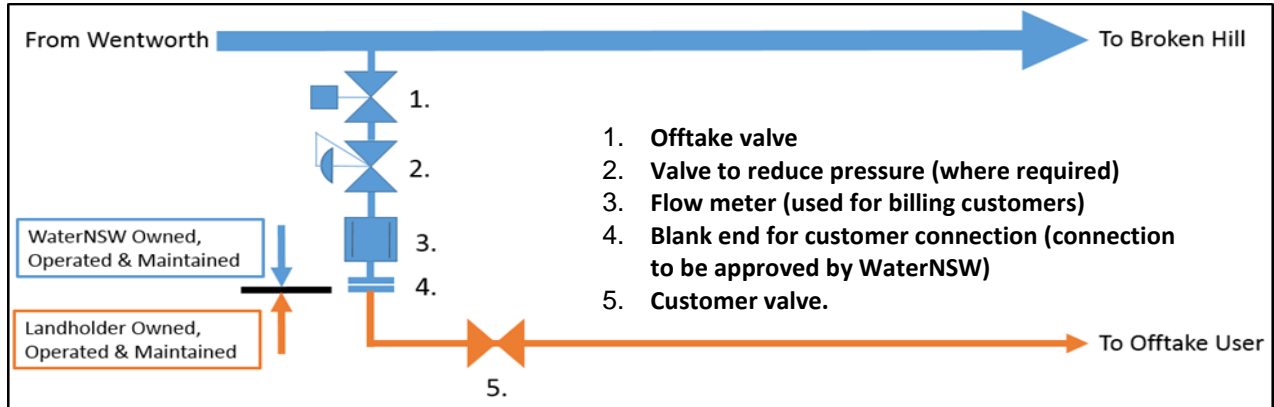 From Wentworth
To Broken Hill
1.
2.
3.
4.
1. Offtake valve
2. Valve to reduce pressure (where required)
3. Flow meter (used for billing customers)
4. Blank end for customer connection (connection
to be approved by WaterNSW)
5. Customer valve.
WaterNSW Owned,
Operated & Maintained
Landholder Owned,
Operated & Maintained
To Offtake User
5.